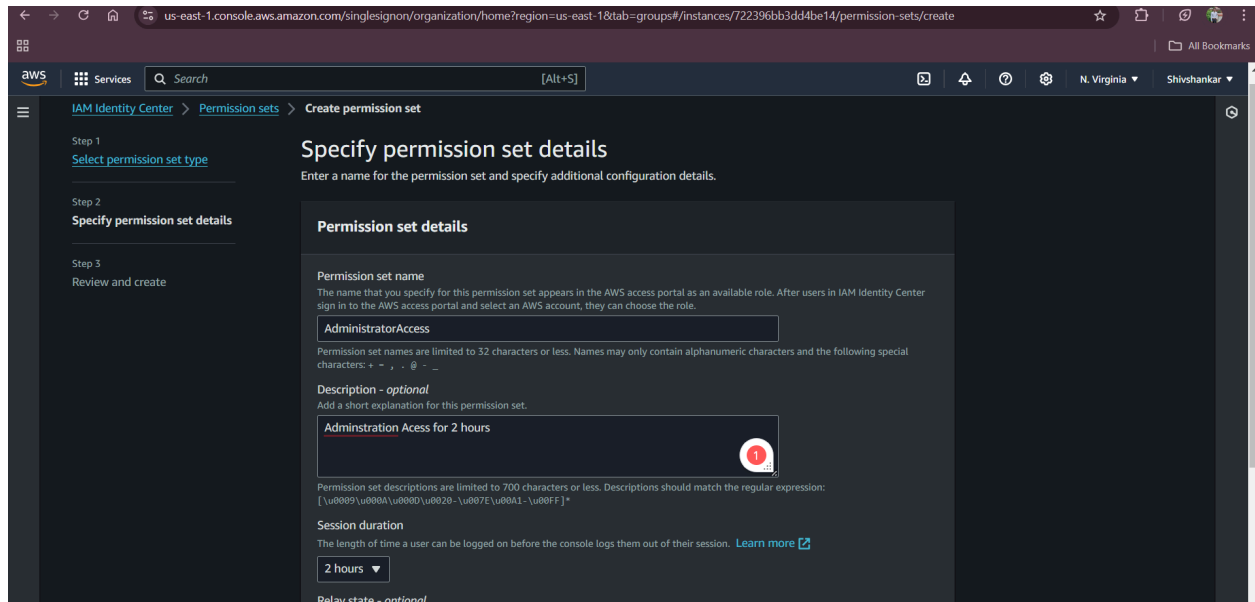 us-east-1.console.aws.amazon.com/singlesignon/organization/home?region=us-east-1&tab=groups#/instances/722396bb3dd4be14/permission-sets/create
All Bookmarks
aws Services Search [Alt+S] N. Virginia ▼ Shivshankar ▼
IAM Identity Center > Permission sets > Create permission set
Step 1
Select permission set type
Step 2
Specify permission set details
Step 3
Review and create
Specify permission set details
Enter a name for the permission set and specify additional configuration details.
Permission set details
Permission set name
The name that you specify for this permission set appears in the AWS access portal as an available role. After users in IAM Identity Center
sign in to the AWS access portal and select an AWS account, they can choose the role.
AdministratorAccess
Permission set names are limited to 32 characters or less. Names may only contain alphanumeric characters and the following special
characters: + = , . @ - _
Description - optional
Add a short explanation for this permission set.
Adminstration Acess for 2 hours
1
Permission set descriptions are limited to 700 characters or less. Descriptions should match the regular expression:
[\u0009\u000A\u000D\u0020-\u007E\u00A1-\u00FF]*
Session duration
The length of time a user can be logged on before the console logs them out of their session. Learn more
2 hours ▼
Relay state - optional